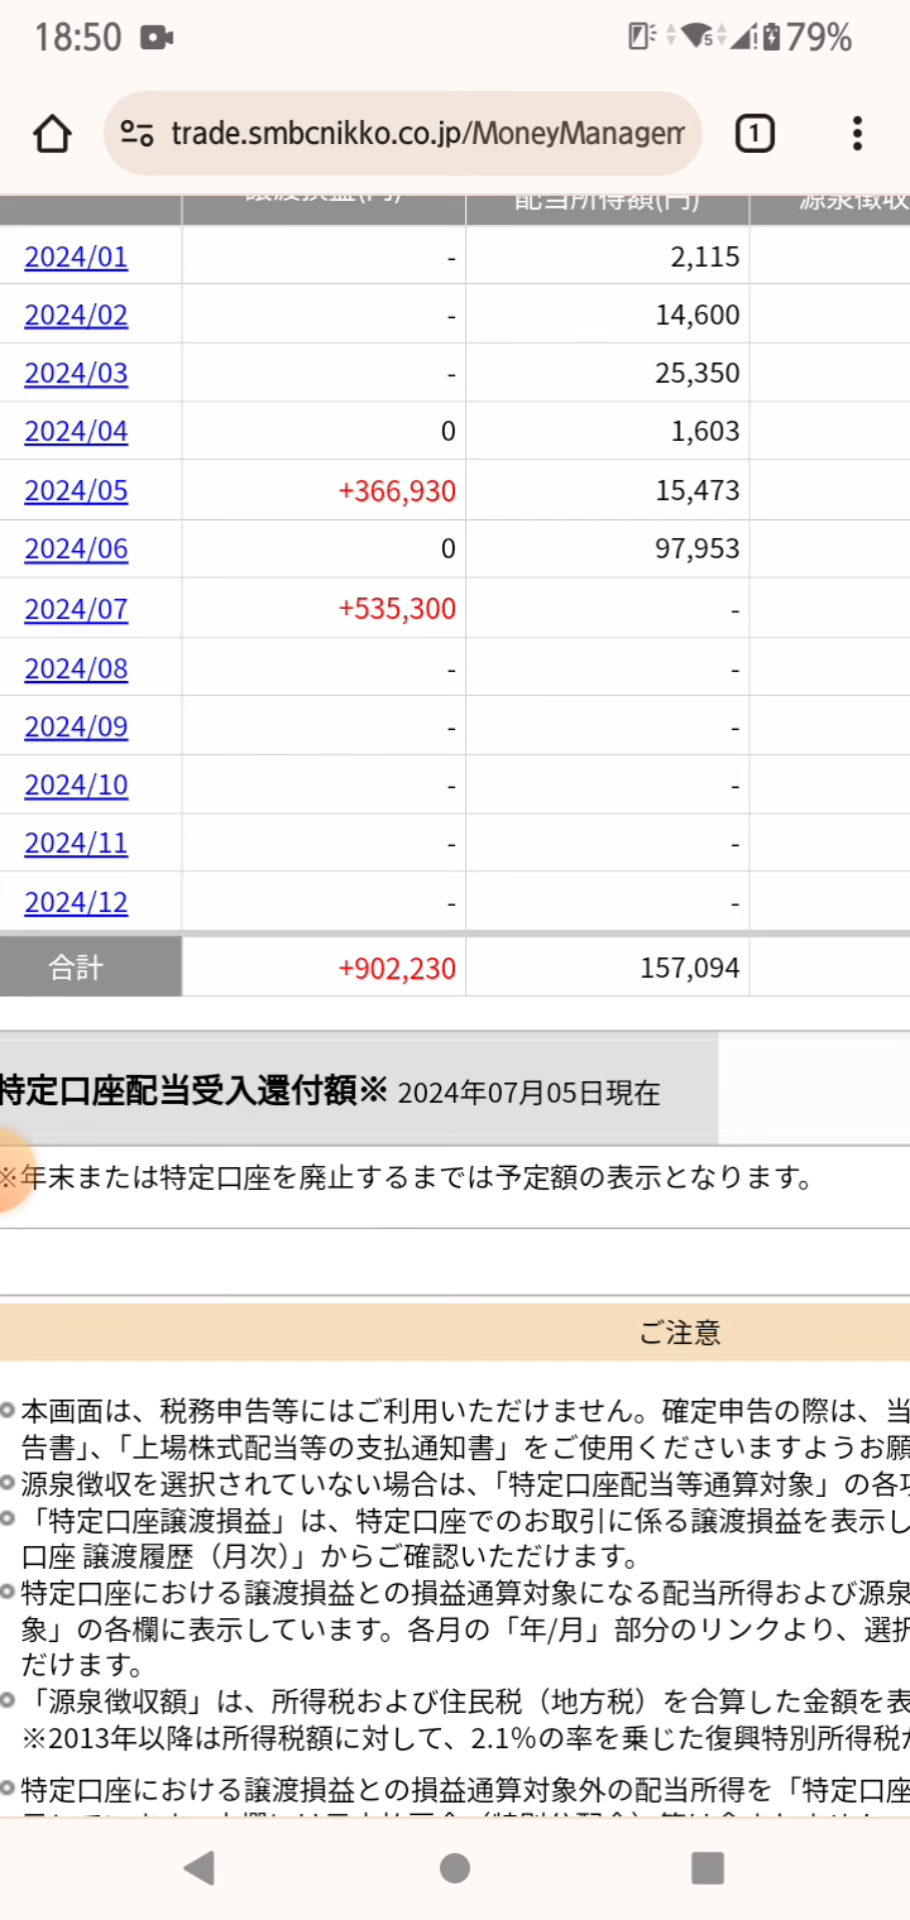 18:50 79%
trade.smbcnikko.co.jp/MoneyManagem
1
譲渡損益(円) 配当所得額(円) 源泉徴収
2024/01 - 2,115
2024/02 - 14,600
2024/03 - 25,350
2024/04 0 1,603
2024/05 +366,930 15,473
2024/06 0 97,953
2024/07 +535,300 -
2024/08 - -
2024/09 - -
2024/10 - -
2024/11 - -
2024/12 - -
合計 +902,230 157,094
特定口座配当受入還付額※ 2024年07月05日現在
※年末または特定口座を廃止するまでは予定額の表示となります。
ご注意
本画面は、税務申告等にはご利用いただけません。確定申告の際は、当
告書」、「上場株式配当等の支払通知書」をご使用くださいますようお願
源泉徴収を選択されていない場合は、「特定口座配当等通算対象」の各項
「特定口座譲渡損益」は、特定口座でのお取引に係る譲渡損益を表示し
口座 譲渡履歴（月次）」からご確認いただけます。
特定口座における譲渡損益との損益通算対象になる配当所得および源泉
象」の各欄に表示しています。各月の「年/月」部分のリンクより、選択
だけます。
「源泉徴収額」は、所得税および住民税（地方税）を合算した金額を表
※2013年以降は所得税額に対して、2.1%の率を乗じた復興特別所得税が
特定口座における譲渡損益との損益通算対象外の配当所得を「特定口座